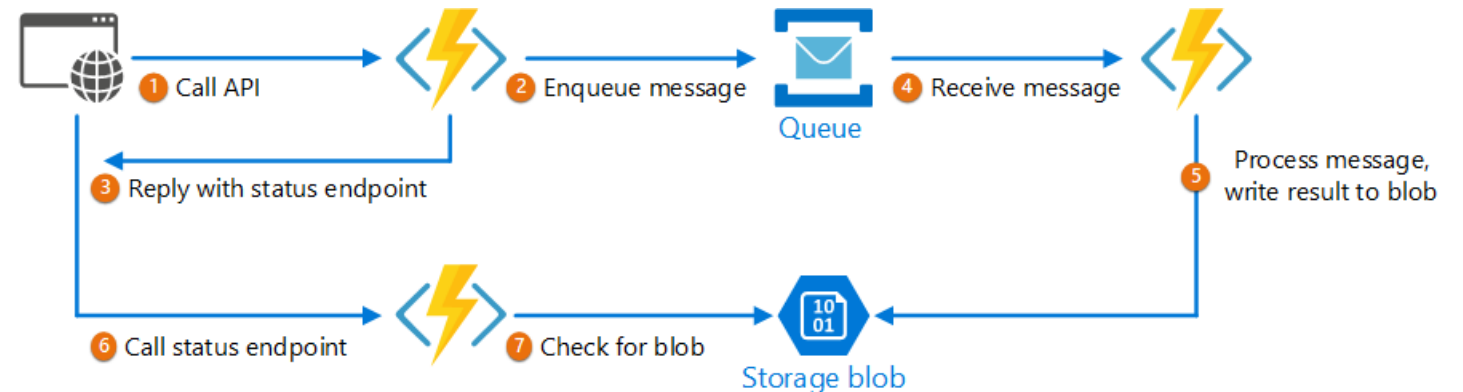 1 Call API
2 Enqueue message
Queue
4 Receive message
3 Reply with status endpoint
5 Process message,
write result to blob
6 Call status endpoint
7 Check for blob
10
01
Storage blob